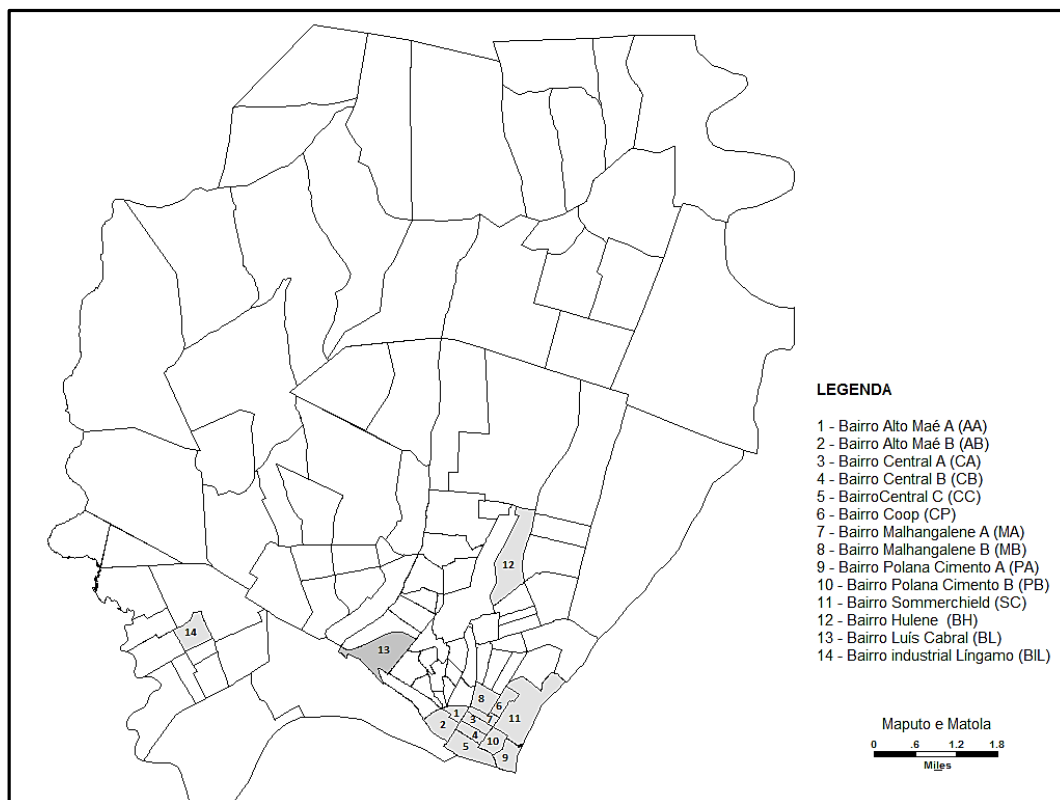 LEGENDA
1 - Bairro Alto Maé A (AA)
2 - Bairro Alto Maé B (AB)
3 - Bairro Central A (CA)
4 - Bairro Central B (CB)
5 - BairroCentral C (CC)
6 - Bairro Coop (CP)
7 - Bairro Malhangalene A (MA)
8 - Bairro Malhangalene B (MB)
9 - Bairro Polana Cimento A (PA)
10 - Bairro Polana Cimento B (PB)
11 - Bairro Sommerchield (SC)
12 - Bairro Hulene (BH)
13 - Bairro Luís Cabral (BL)
14 - Bairro industrial Língamo (BIL)
12
14
13
8
6
1
3
7
11
2
4
10
5
9
Maputo e Matola
0 .6 1.2 1.8
Miles